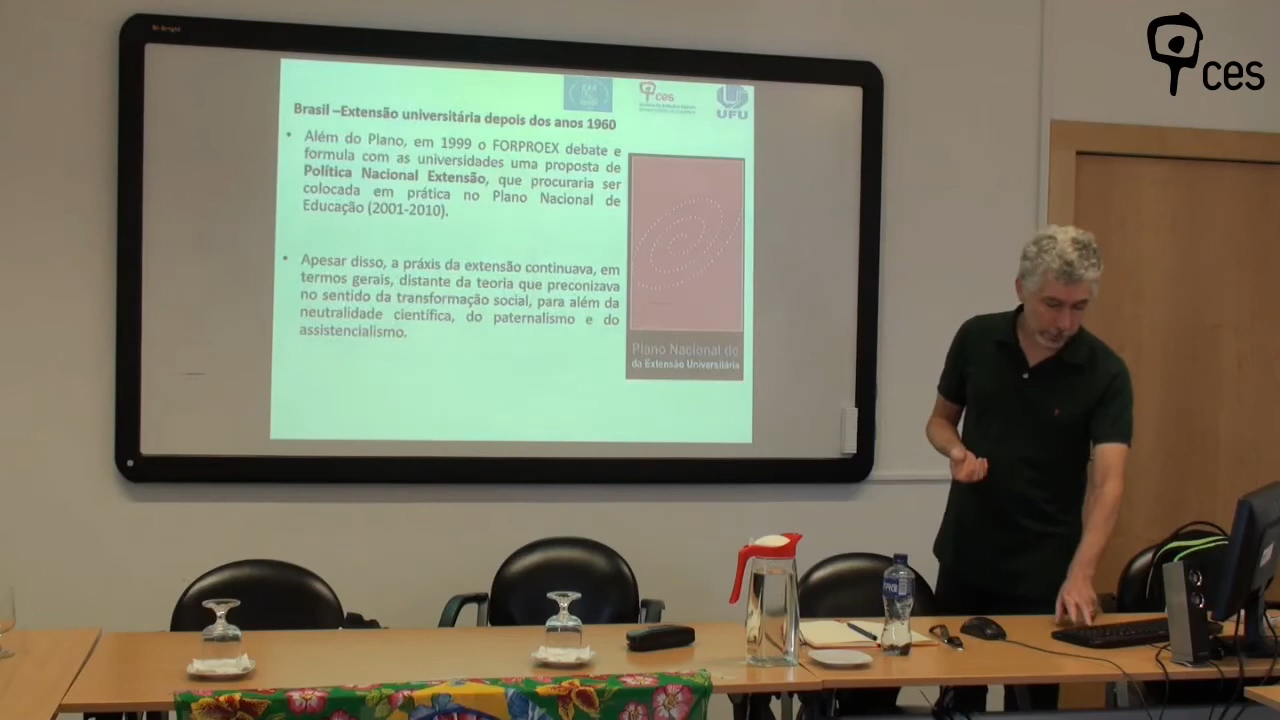 Bi-Bright
ces
ces
UFU
Brasil –Extensão universitária depois dos anos 1960
• Além do Plano, em 1999 o FORPROEX debate e
formula com as universidades uma proposta de
Política Nacional Extensão, que procuraria ser
colocada em prática no Plano Nacional de
Educação (2001-2010).
• Apesar disso, a práxis da extensão continuava, em
termos gerais, distante da teoria que preconizava
no sentido da transformação social, para além da
neutralidade científica, do paternalismo e do
assistencialismo.
Plano Nacional de
da Extensão Universitária